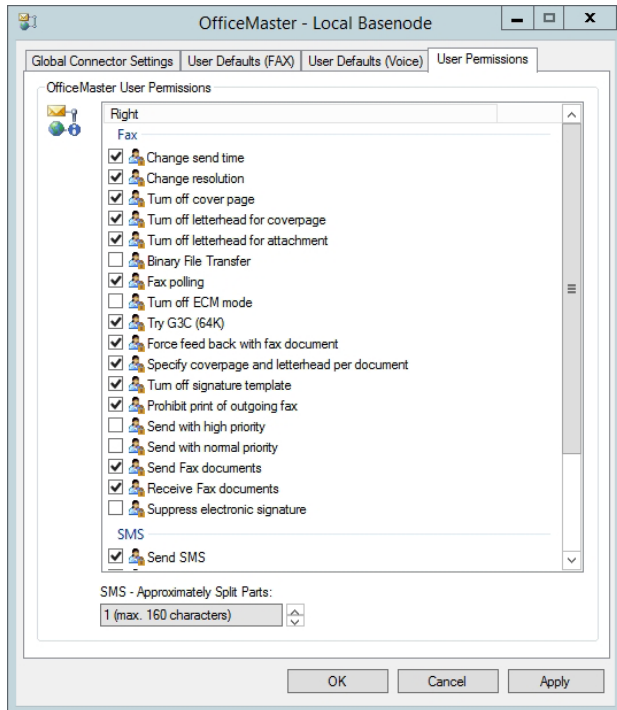 OfficeMaster - Local Basenode
Global Connector Settings User Defaults (FAX) User Defaults (Voice) User Permissions
OfficeMaster User Permissions
Right
Fax
Change send time
Change resolution
Turn off cover page
Turn off letterhead for coverpage
Turn off letterhead for attachment
Binary File Transfer
Fax polling
Turn off ECM mode
Try G3C (64K)
Force feed back with fax document
Specify coverpage and letterhead per document
Turn off signature template
Prohibit print of outgoing fax
Send with high priority
Send with normal priority
Send Fax documents
Receive Fax documents
Suppress electronic signature
SMS
Send SMS
SMS - Approximately Split Parts:
1 (max. 160 characters)
OK Cancel Apply